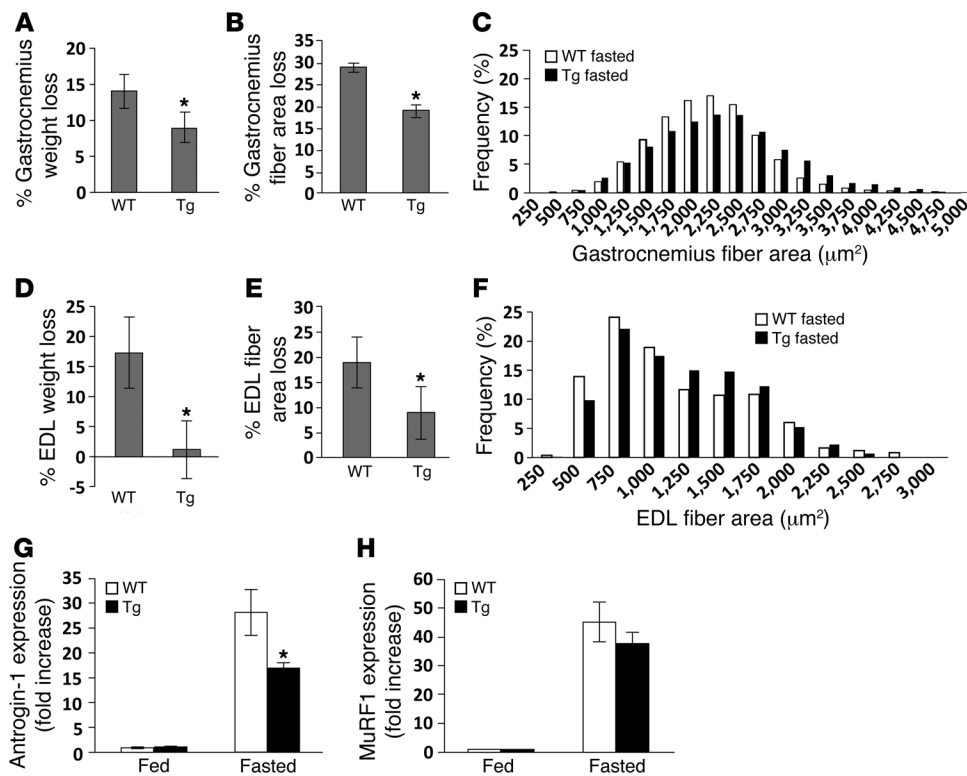 A
% Gastrocnemius
weight loss
20
15
10
5
0
*
WT
Tg
B
% Gastrocnemius
fiber area loss
35
30
25
20
15
10
5
0
*
WT
Tg
C
Frequency (%)
25
20
15
10
5
0
WT fasted
Tg fasted
250
500
750
1,000
1,250
1,500
1,750
2,000
2,250
2,500
2,750
3,000
3,250
3,500
3,750
4,000
4,250
4,500
4,750
5,000
Gastrocnemius fiber area (μm²)
D
% EDL weight loss
25
20
15
10
5
0
-5
*
WT
Tg
E
% EDL fiber
area loss
30
25
20
15
10
5
0
*
WT
Tg
F
Frequency (%)
25
20
15
10
5
0
WT fasted
Tg fasted
250
500
750
1,000
1,250
1,500
1,750
2,000
2,250
2,500
2,750
3,000
EDL fiber area (μm²)
G
Antrogin-1 expression
(fold increase)
35
30
25
20
15
10
5
0
WT
Tg
*
Fed
Fasted
H
MuRF1 expression
(fold increase)
60
50
40
30
20
10
0
Fed
Fasted
WT
Tg